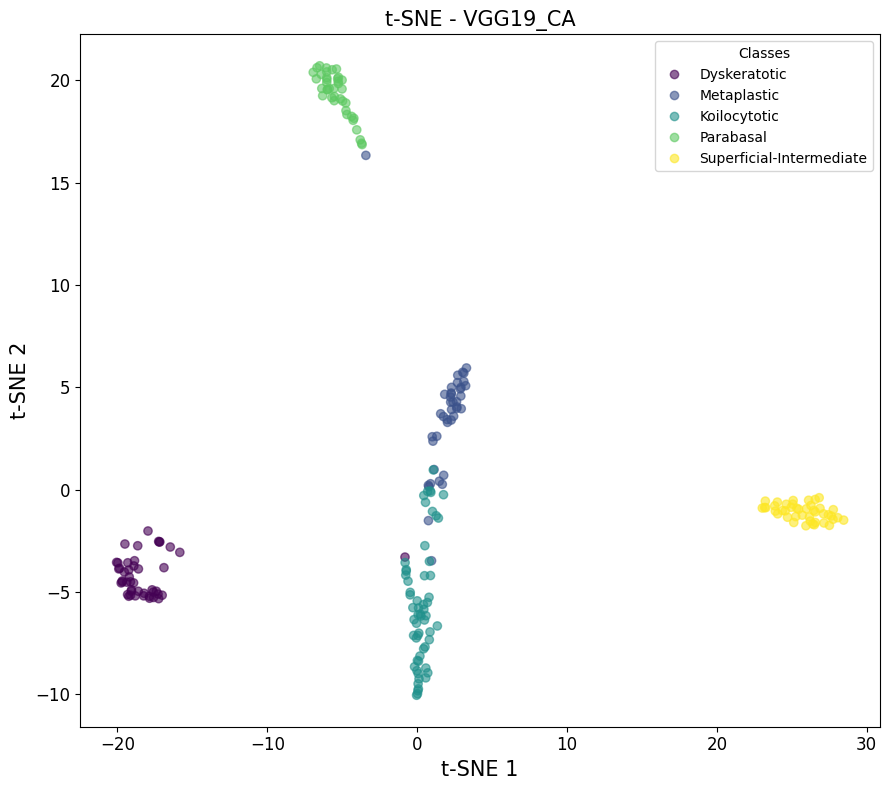 t-SNE - VGG19_CA
Classes
Dyskeratotic
Metaplastic
Koilocytotic
Parabasal
Superficial-Intermediate
t-SNE 2
20
15
10
5
0
−5
−10
−20
−10
0
10
20
30
t-SNE 1